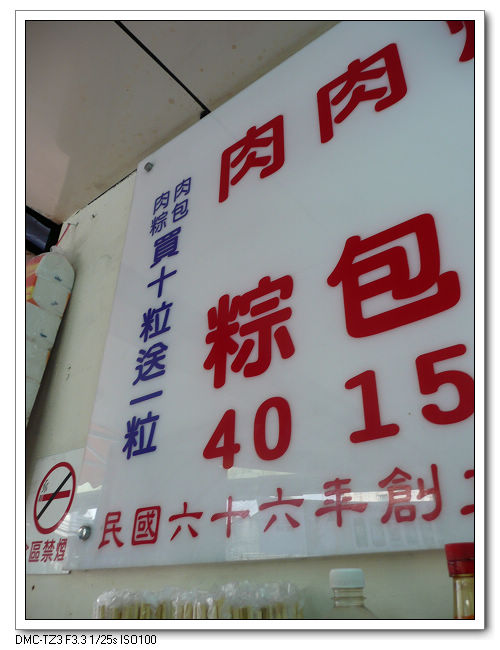 肉包 15
肉粽 40
肉包
肉粽
買十粒送一粒
民國六十六年創
區禁煙
DMC-TZ3 F3.3 1/25s ISO100